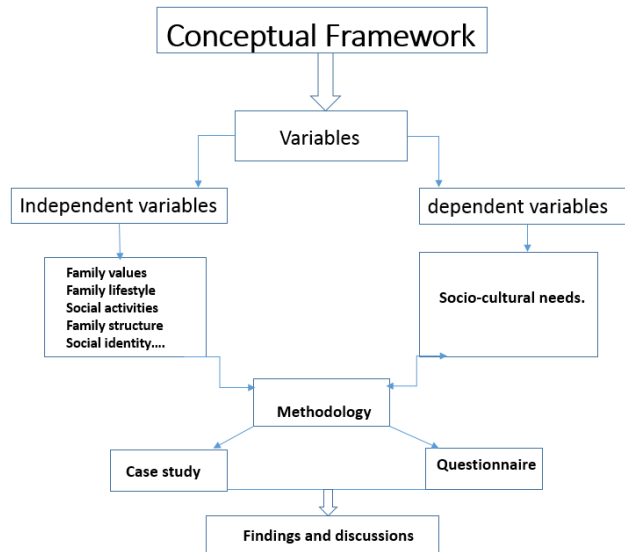 Conceptual Framework
Variables
Independent variables
dependent variables
Family values
Family lifestyle
Social activities
Family structure
Social identity....
Socio-cultural needs.
Methodology
Case study
Questionnaire
Findings and discussions